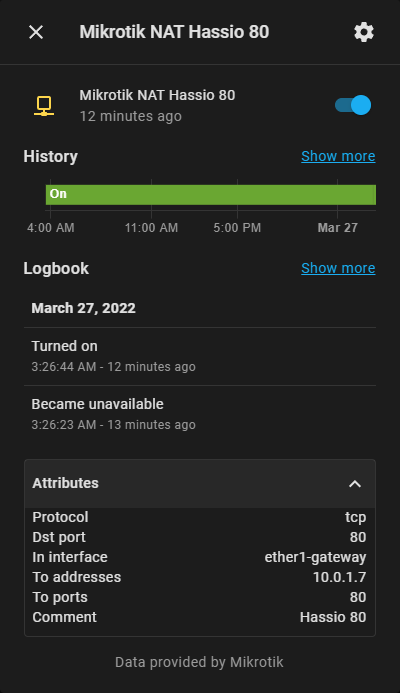 Mikrotik NAT Hassio 80
Mikrotik NAT Hassio 80
12 minutes ago
History Show more
On
4:00 AM 11:00 AM 5:00 PM Mar 27
Logbook Show more
March 27, 2022
Turned on
3:26:44 AM - 12 minutes ago
Became unavailable
3:26:23 AM - 13 minutes ago
Attributes
Protocol tcp
Dst port 80
In interface ether1-gateway
To addresses 10.0.1.7
To ports 80
Comment Hassio 80
Data provided by Mikrotik